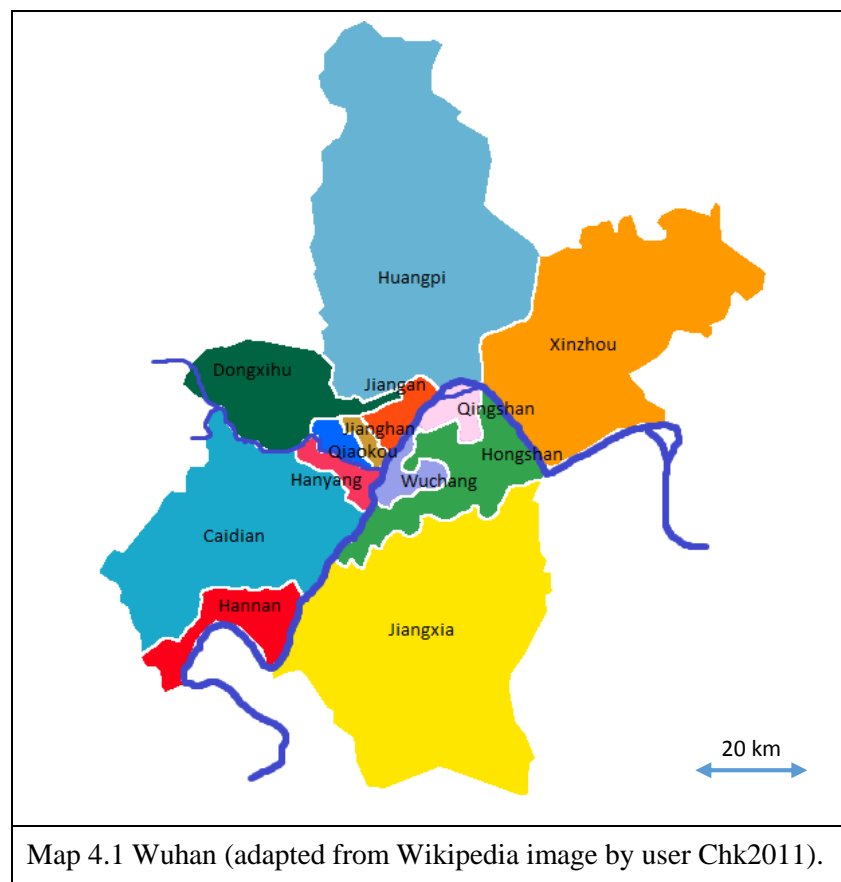 Huangpi
Xinzhou
Dongxihu
Jiangan
Qingshan
Jianghan
Qiaokou
Hongshan
Hanyang
Wuchang
Caidian
Hannan
Jiangxia
20 km
Map 4.1 Wuhan (adapted from Wikipedia image by user Chk2011).